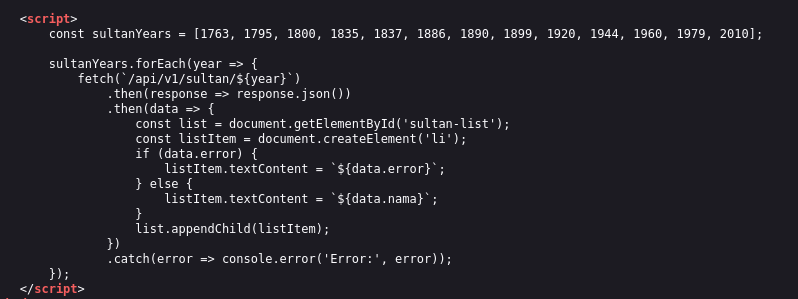 <script>
const sultanYears = [1763, 1795, 1800, 1835, 1837, 1886, 1890, 1899, 1920, 1944, 1960, 1979, 2010];
sultanYears.forEach(year => {
fetch(`/api/v1/sultan/${year}`)
.then(response => response.json())
.then(data => {
const list = document.getElementById('sultan-list');
const listItem = document.createElement('li');
if (data.error) {
listItem.textContent = `${data.error}`;
} else {
listItem.textContent = `${data.nama}`;
}
list.appendChild(listItem);
})
.catch(error => console.error('Error:', error));
});
</script>